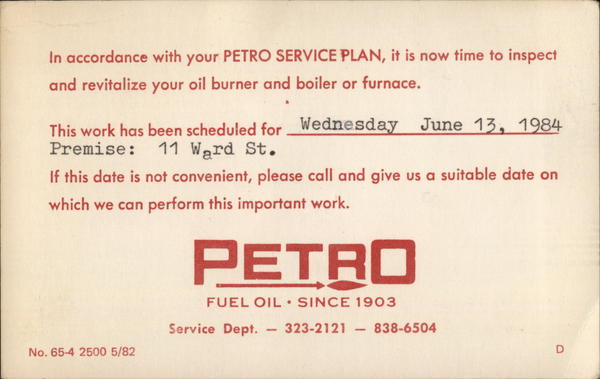 In accordance with your PETRO SERVICE PLAN, it is now time to inspect
and revitalize your oil burner and boiler or furnace.
This work has been scheduled for Wednesday June 13, 1984
Premise: 11 Ward St.
If this date is not convenient, please call and give us a suitable date on
which we can perform this important work.
PETRO
FUEL OIL • SINCE 1903
Service Dept. — 323-2121 — 838-6504
No. 65-4 2500 5/82 D